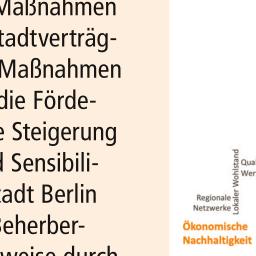 Maßnahmen
tadtverträg-
Maßnahmen
die Förde-
e Steigerung
d Sensibili-
tadt Berlin
Beherber-
weise durch
Lokaler Wohlstand
Regionale
Netzwerke
Ökonomische
Nachhaltigkeit